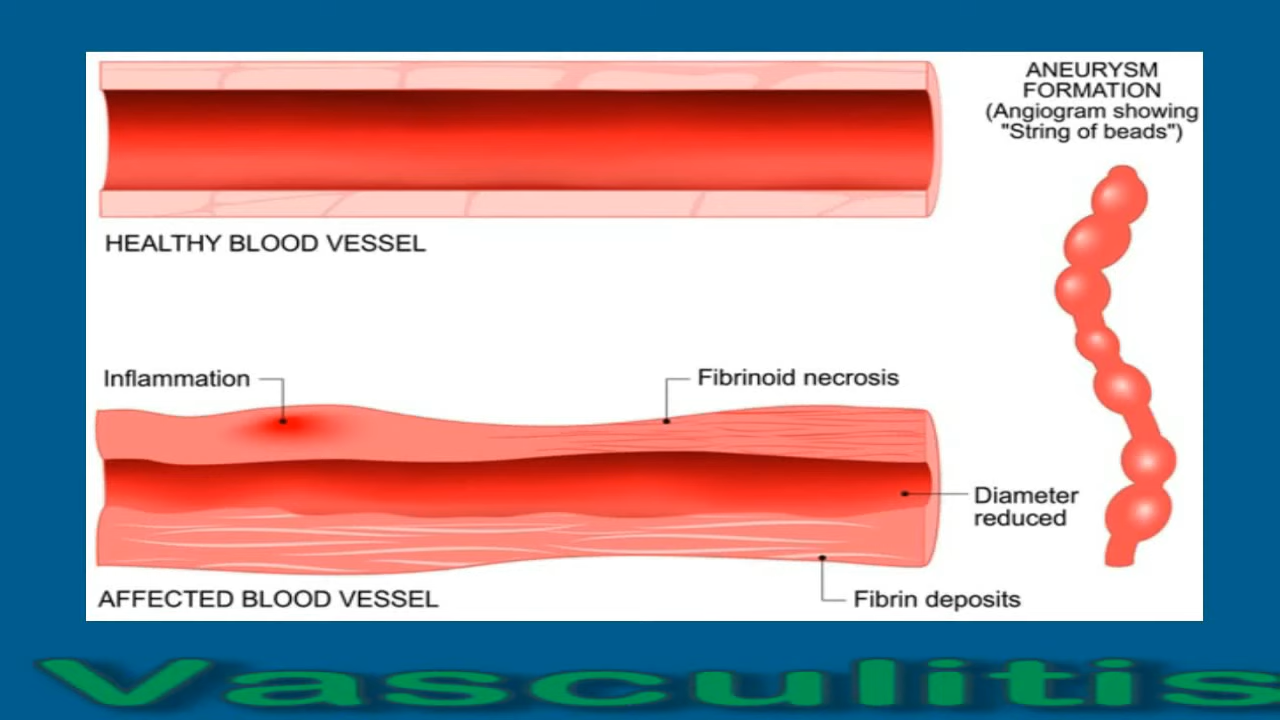 ANEURYSM
FORMATION
(Angiogram showing
"String of beads")
HEALTHY BLOOD VESSEL
Inflammation
Fibrinoid necrosis
Diameter
reduced
Fibrin deposits
AFFECTED BLOOD VESSEL
Vasculitis